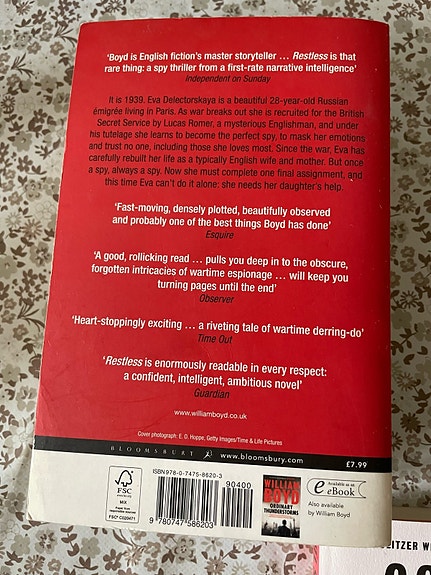 ‘Boyd is English fiction’s master storyteller … Restless is that
rare thing: a spy thriller from a first-rate narrative intelligence’
Independent on Sunday
It is 1939. Eva Delectorskaya is a beautiful 28-year-old Russian
émigrée living in Paris. As war breaks out she is recruited for the British
Secret Service by Lucas Romer, a mysterious Englishman, and under
his tutelage she learns to become the perfect spy, to mask her emotions
and trust no one, including those she loves most. Since the war, Eva has
carefully rebuilt her life as a typically English wife and mother. But once
a spy, always a spy. Now she must complete one final assignment, and
this time Eva can’t do it alone: she needs her daughter’s help.
‘Fast-moving, densely plotted, beautifully observed
and probably one of the best things Boyd has done’
Esquire
‘A good, rollicking read … pulls you deep in to the obscure,
forgotten intricacies of wartime espionage … will keep you
turning pages until the end’
Observer
‘Heart-stoppingly exciting … a riveting tale of wartime derring-do’
Time Out
‘Restless is enormously readable in every respect:
a confident, intelligent, ambitious novel’
Guardian
www.williamboyd.co.uk
Cover photograph: E. O. Hoppe, Getty Images/Time & Life Pictures
BLOOMSBURY www.bloomsbury.com £7.99
ISBN 978-0-7475-8620-3
90400
9 780747 586203
FSC
MIX
Paper from
responsible sources
FSC® C020471
WILLIAM
BOYD
ORDINARY
THUNDERSTORMS
e Available as an
eBook
Also available
by William Boyd